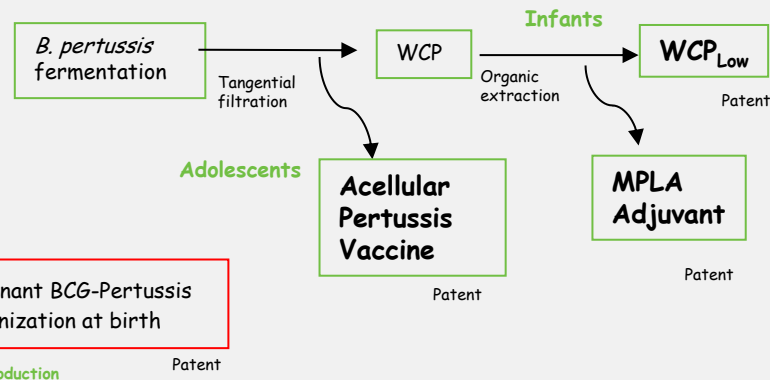 Infants
B. pertussis
fermentation
WCP
WCPLow
Tangential
filtration
Organic
extraction
Patent
Adolescents
Acellular
Pertussis
Vaccine
MPLA
Adjuvant
Patent
Patent
nant BCG-Pertussis
nization at birth
Patent
oduction